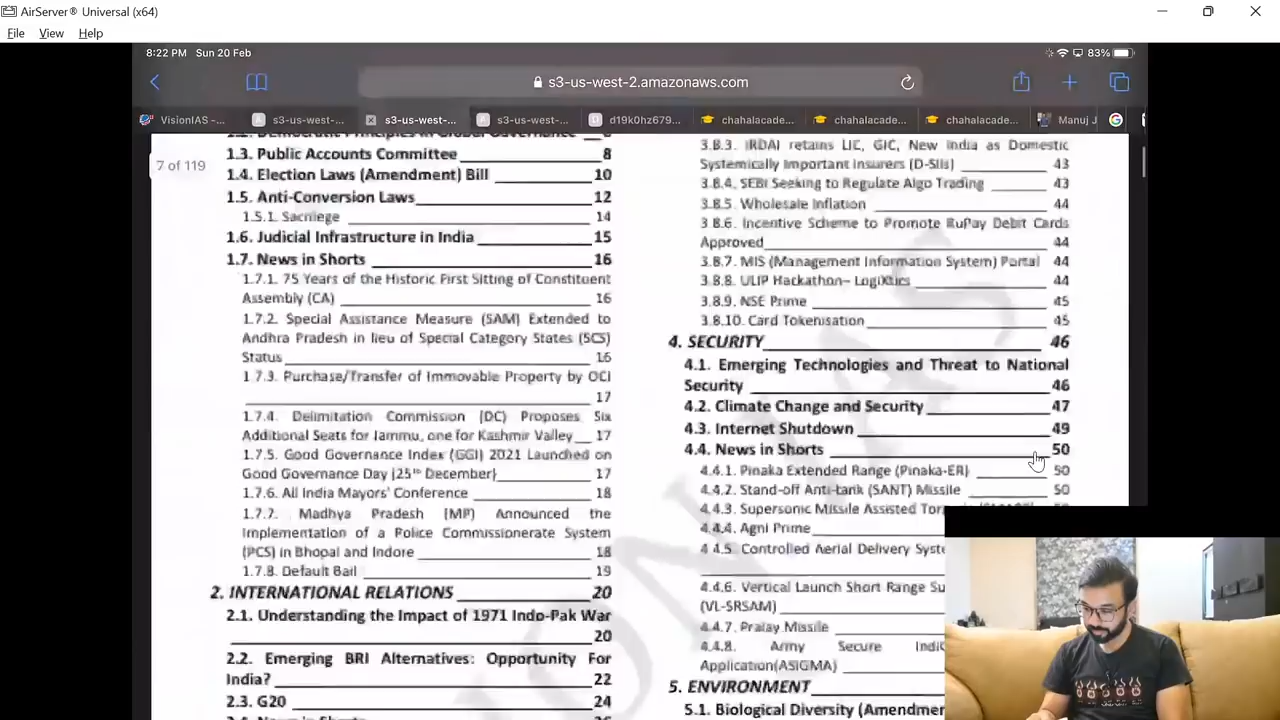 AirServer® Universal (x64)
File View Help
8:22 PM Sun 20 Feb
83%
s3-us-west-2.amazonaws.com
VisionIAS -...
s3-us-west-...
s3-us-west-...
s3-us-west-...
d19k0hz679...
chahalacade...
chahalacade...
chahalacade...
Manuj J
7 of 119
1.3. Public Accounts Committee 8
1.4. Election Laws (Amendment) Bill 10
1.5. Anti-Conversion Laws 12
1.5.1. Sacrilege 14
1.6. Judicial Infrastructure in India 15
1.7. News in Shorts 16
1.7.1. 75 Years of the Historic First Sitting of Constituent
Assembly (CA) 16
1.7.2. Special Assistance Measure (SAM) Extended to
Andhra Pradesh in lieu of Special Category States (SCS)
Status 16
1.7.3. Purchase/Transfer of Immovable Property by OCI
17
1.7.4. Delimitation Commission (DC) Proposes Six
Additional Seats for Jammu, one for Kashmir Valley 17
1.7.5. Good Governance Index (GGI) 2021 Launched on
Good Governance Day (25th December) 17
1.7.6. All India Mayors' Conference 18
1.7.7. Madhya Pradesh (MP) Announced the
Implementation of a Police Commissionerate System
(PCS) in Bhopal and Indore 18
1.7.8. Default Bail 19
2. INTERNATIONAL RELATIONS 20
2.1. Understanding the Impact of 1971 Indo-Pak War
20
2.2. Emerging BRI Alternatives: Opportunity For
India? 22
2.3. G20 24
3.8.3. IRDAI retains LIC, GIC, New India as Domestic
Systemically Important Insurers (D-SIIs) 43
3.8.4. SEBI Seeking to Regulate Algo Trading 43
3.8.5. Wholesale Inflation 44
3.8.6. Incentive Scheme to Promote RuPay Debit Cards
Approved 44
3.8.7. MIS (Management Information System) Portal 44
3.8.8. ULIP Hackathon– LogiXtics 44
3.8.9. NSE Prime 45
3.8.10. Card Tokenisation 45
4. SECURITY 46
4.1. Emerging Technologies and Threat to National
Security 46
4.2. Climate Change and Security 47
4.3. Internet Shutdown 49
4.4. News in Shorts 50
4.4.1. Pinaka Extended Range (Pinaka-ER) 50
4.4.2. Stand-off Anti-tank (SANT) Missile 50
4.4.3. Supersonic Missile Assisted
4.4.4. Agni Prime
4.4.5. Controlled Aerial Delivery
4.4.6. Vertical Launch Short Range
(VL-SRSAM)
4.4.7. Pralay Missile
4.4.8. Army Secure
Application(ASIGMA)
5. ENVIRONMENT
5.1. Biological Diversity